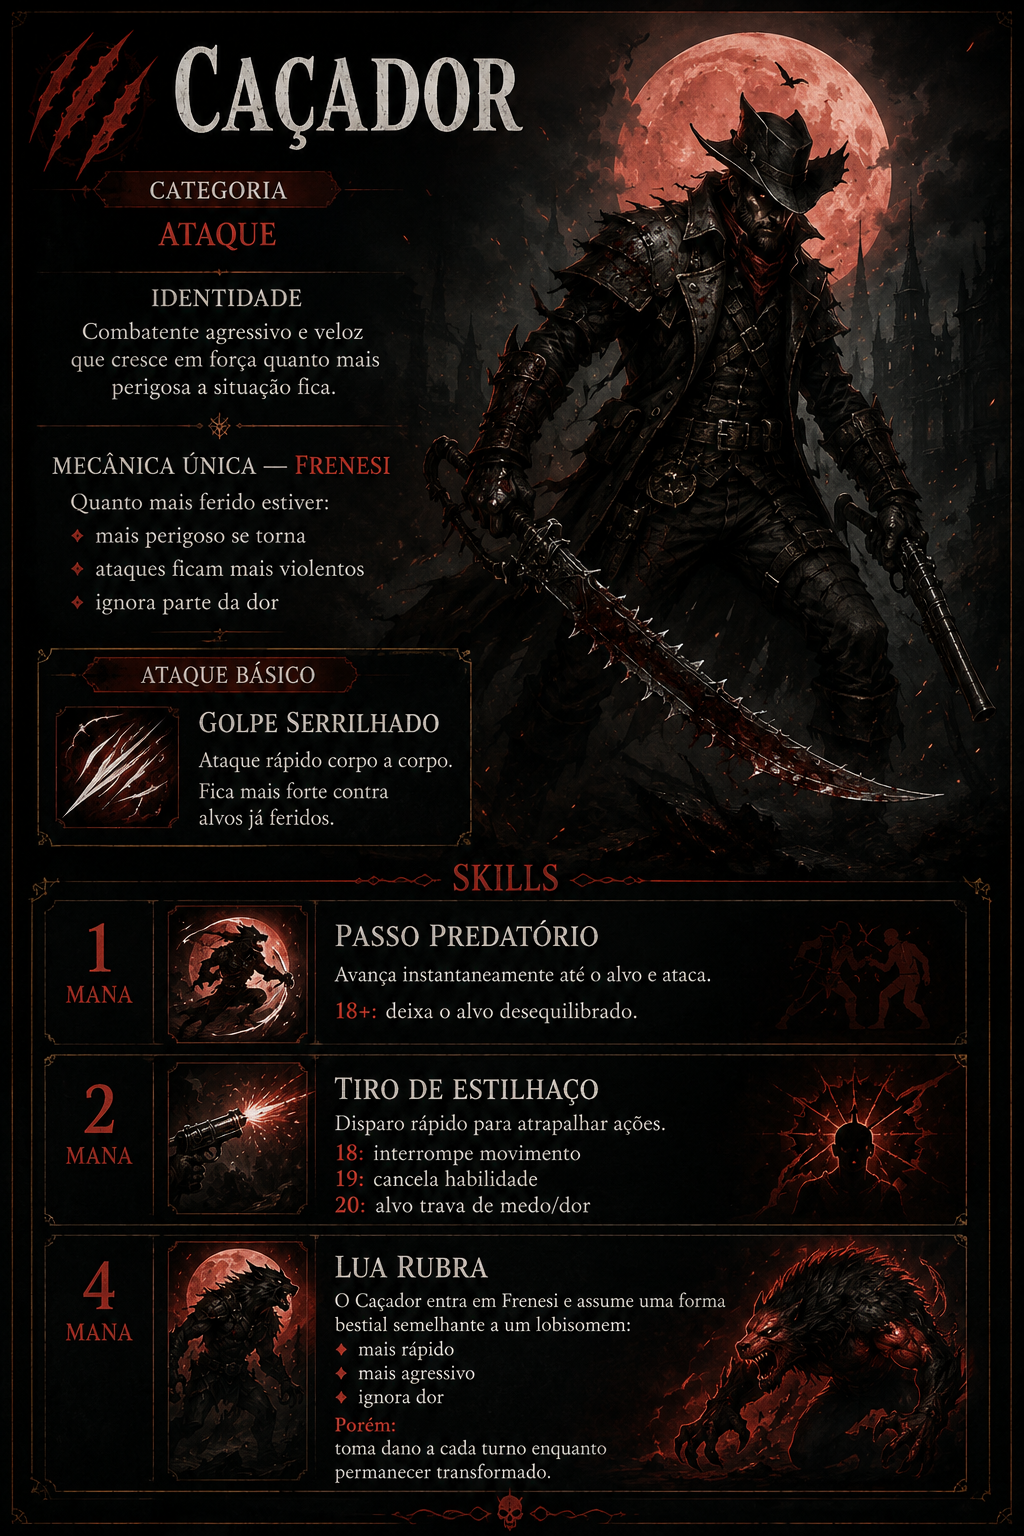 CAÇADOR
CATEGORIA
ATAQUE
IDENTIDADE
Combatente agressivo e veloz
que cresce em força quanto mais
perigosa a situação fica.
MECÂNICA ÚNICA — FRENESI
Quanto mais ferido estiver:
mais perigoso se torna
ataques ficam mais violentos
ignora parte da dor
ATAQUE BÁSICO
GOLPE SERRILHADO
Ataque rápido corpo a corpo.
Fica mais forte contra
alvos já feridos.
SKILLS
1
MANA
PASSO PREDATÓRIO
Avança instantaneamente até o alvo e ataca.
18+: deixa o alvo desequilibrado.
2
MANA
TIRO DE ESTILHAÇO
Disparo rápido para atrapalhar ações.
18: interrompe movimento
19: cancela habilidade
20: alvo trava de medo/dor
4
MANA
LUA RUBRA
O Caçador entra em Frenesi e assume uma forma
bestial semelhante a um lobisomem:
mais rápido
mais agressivo
ignora dor
Porém:
toma dano a cada turno enquanto
permanecer transformado.